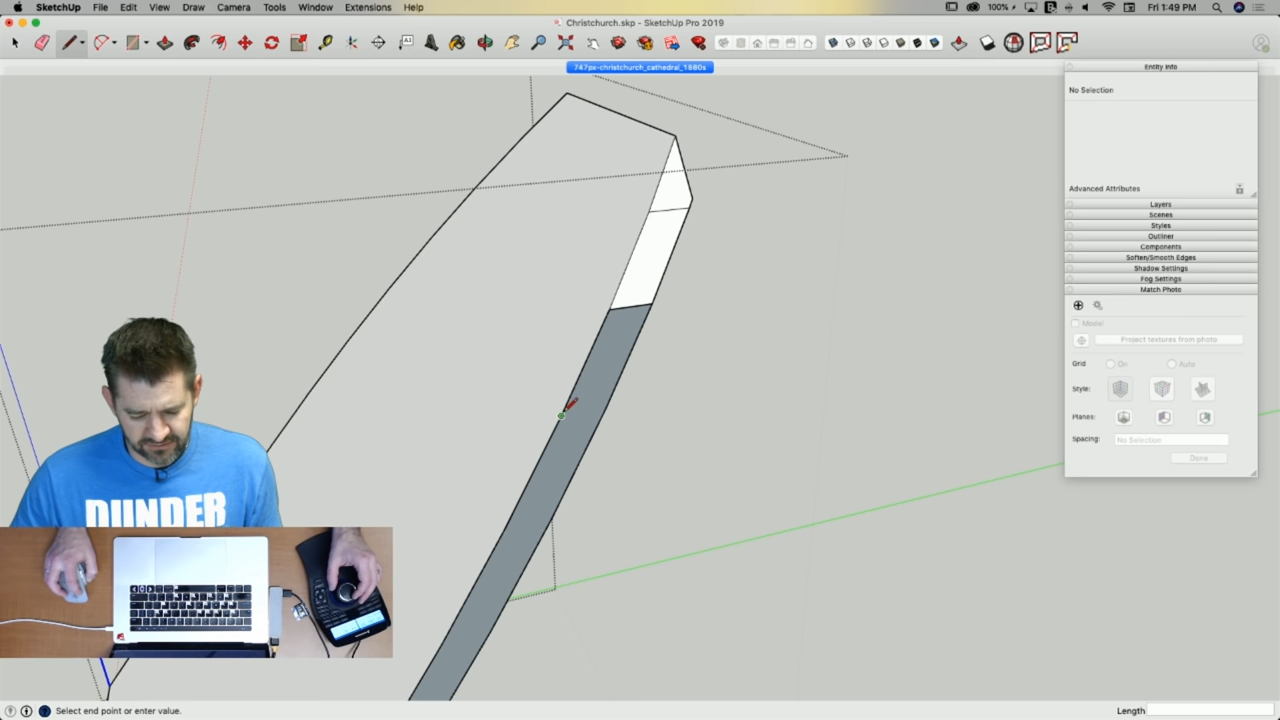 SketchUp File Edit View Draw Camera Tools Window Extensions Help
100% Fri 1:49 PM
Christchurch.skp - SketchUp Pro 2019
747px-christchurch_cathedral_1880s
Entity Info
No Selection
Advanced Attributes
Layers
Scenes
Styles
Outliner
Components
Soften/Smooth Edges
Shadow Settings
Fog Settings
Match Photo
Model
Project textures from photo
Grid On Auto
Style:
Planes:
Spacing: No Selection
Done
DUNDER
Select end point or enter value.
Length